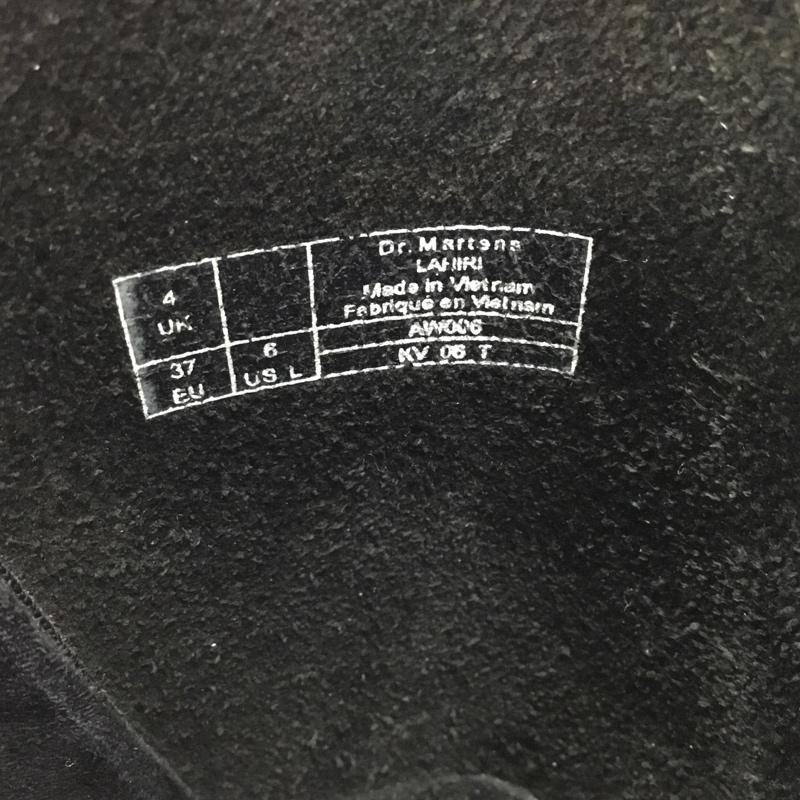 4
UK
37
EU
6
US L
Dr. Martens
LAHIRI
Made in Vietnam
Fabriqué en Vietnam
AW006
KV 06 T